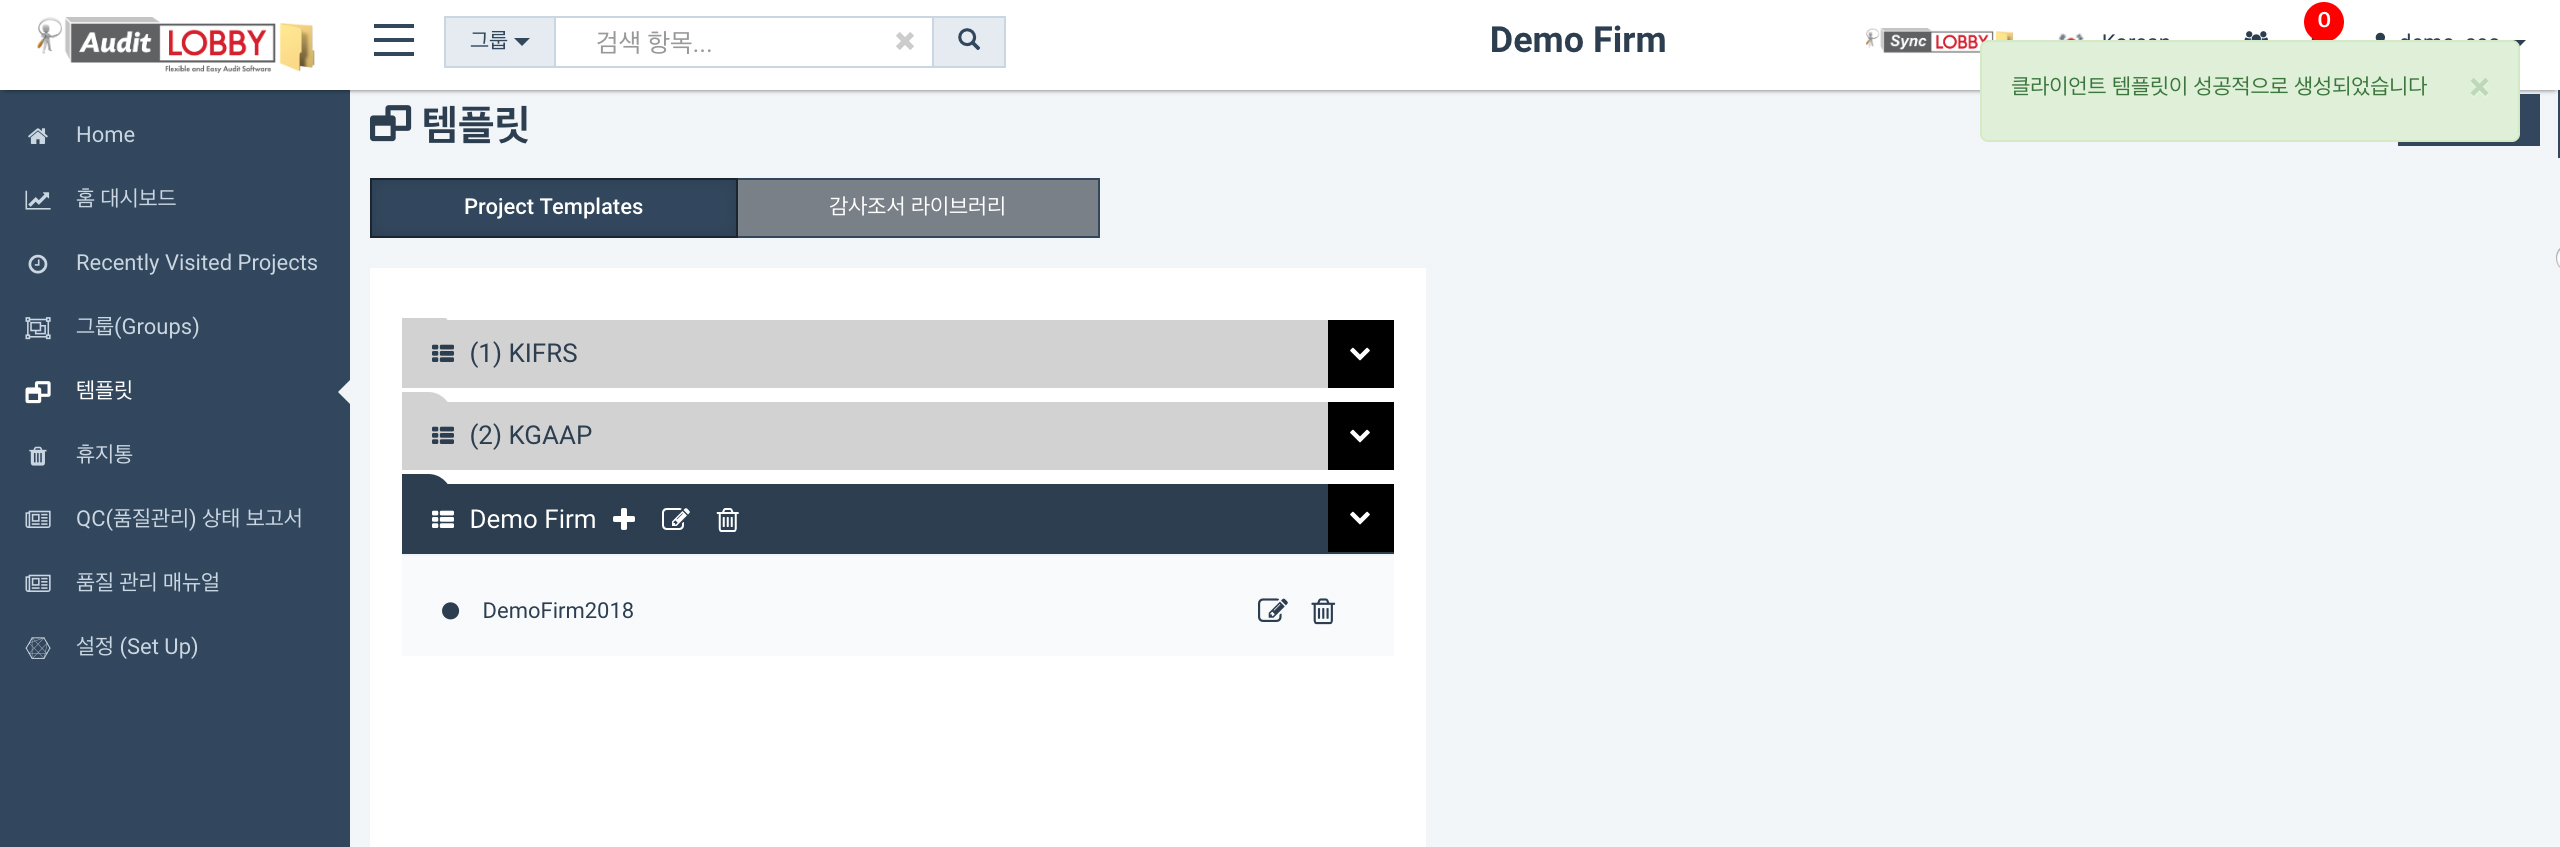 Audit LOBBY
Flexible and Easy Audit Software
그룹
검색 항목...
Demo Firm
Sync LOBBY
0
클라이언트 템플릿이 성공적으로 생성되었습니다
Home
홈 대시보드
Recently Visited Projects
그룹(Groups)
템플릿
휴지통
QC(품질관리) 상태 보고서
품질 관리 매뉴얼
설정 (Set Up)
템플릿
Project Templates
감사조서 라이브러리
(1) KIFRS
(2) KGAAP
Demo Firm
DemoFirm2018